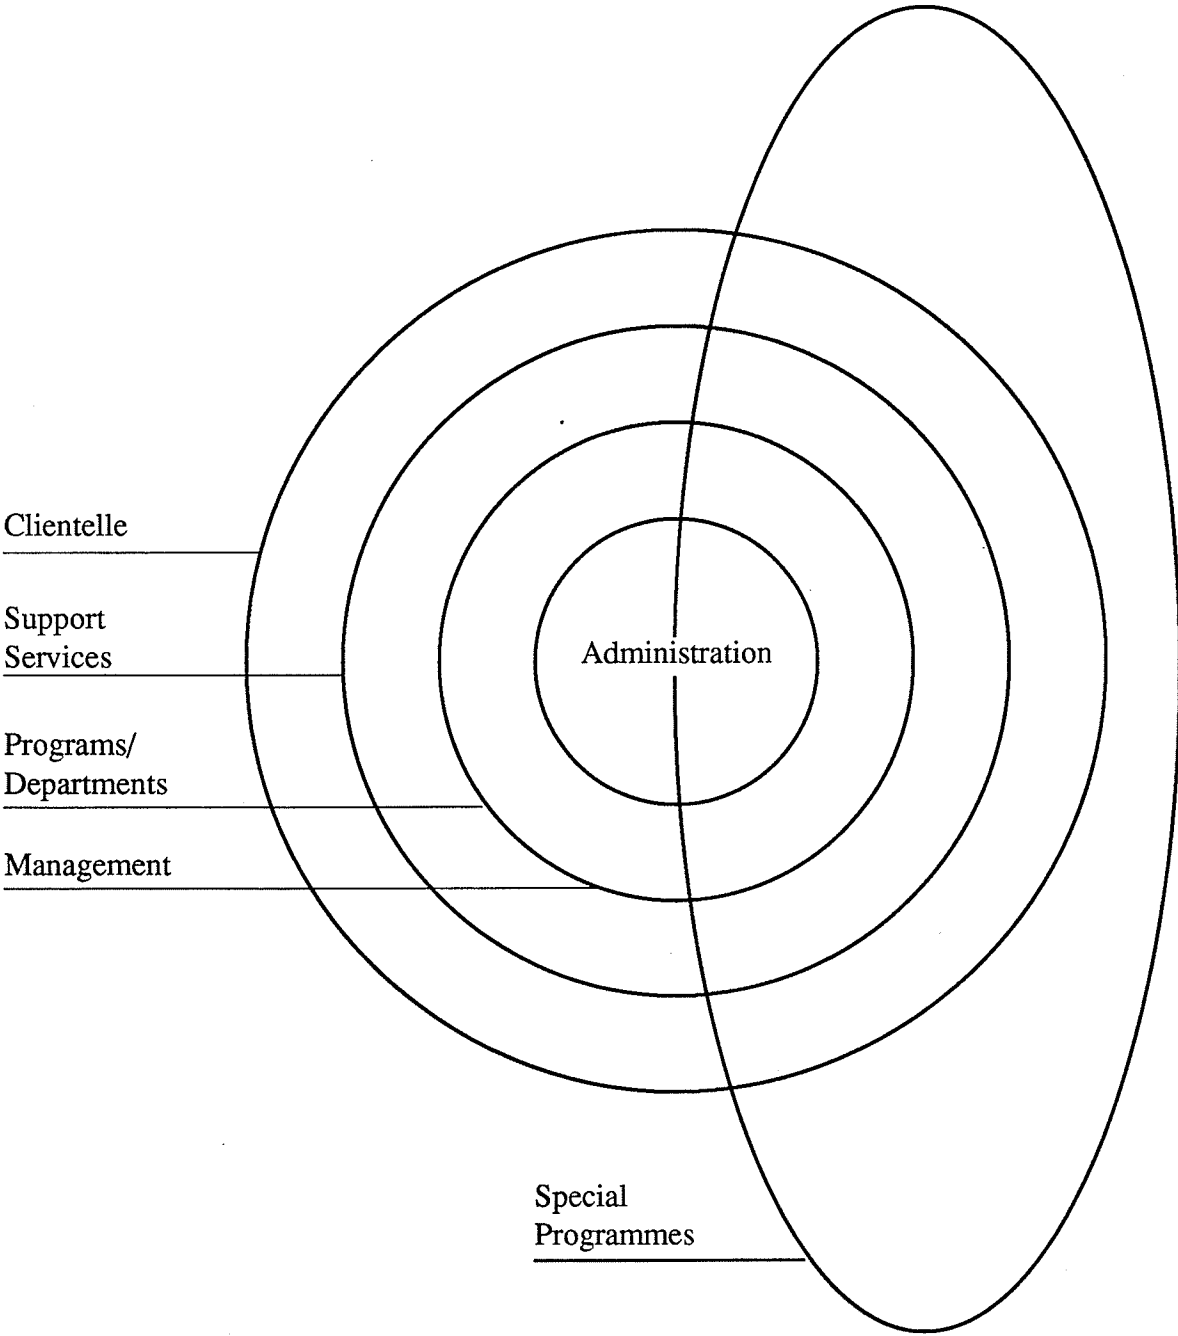 Clientelle
Support
Services
Administration
Programs/
Departments
Management
Special
Programmes